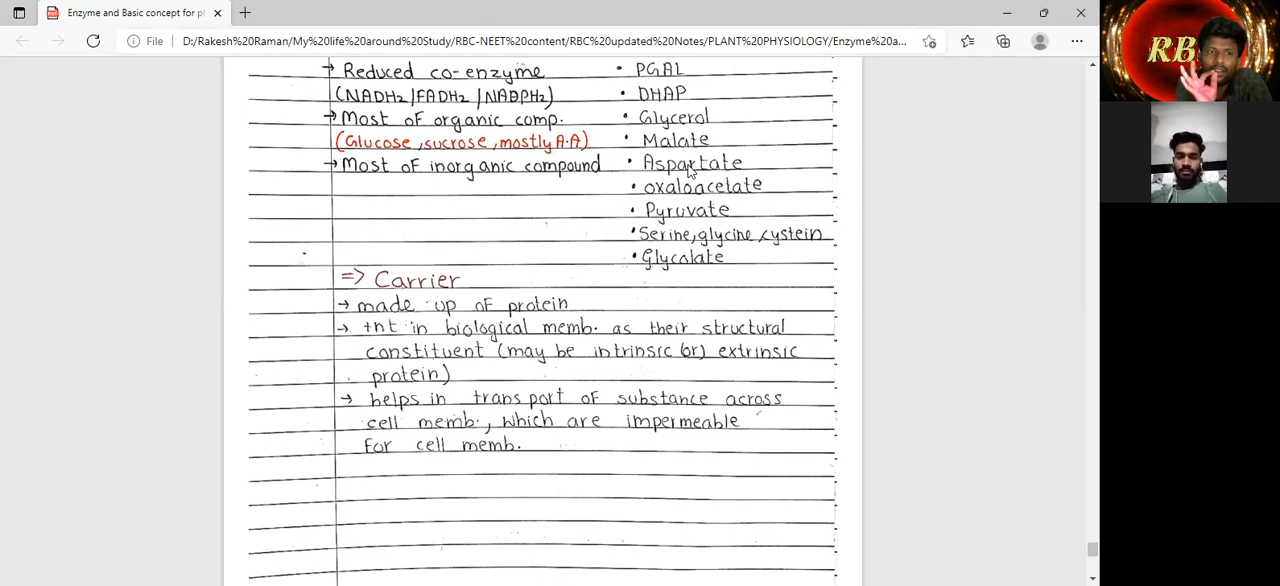 Enzyme and Basic concept for ph
File
D:/Rakesh%20Raman/My%20life%20around%20Study/RBC-NEET%20content/RBC%20updated%20Notes/PLANT%20PHYSIOLOGY/Enzyme%20a...
→ Reduced co-enzyme
(NADH2/FADH2/NADPH2)
→ Most of organic comp.
(Glucose, sucrose, mostly A.A)
→ Most of inorganic compound
• PGAL
• DHAP
• Glycerol
• Malate
• Aspartate
• oxaloacetate
• Pyruvate
• Serine, glycine, cystein
• Glycolate
=> Carrier
→ made up of protein
→ +nt in biological memb. as their structural
constituent (may be intrinsic (or) extrinsic
protein)
→ helps in transport of substance across
cell memb., which are impermeable
for cell memb.
RB